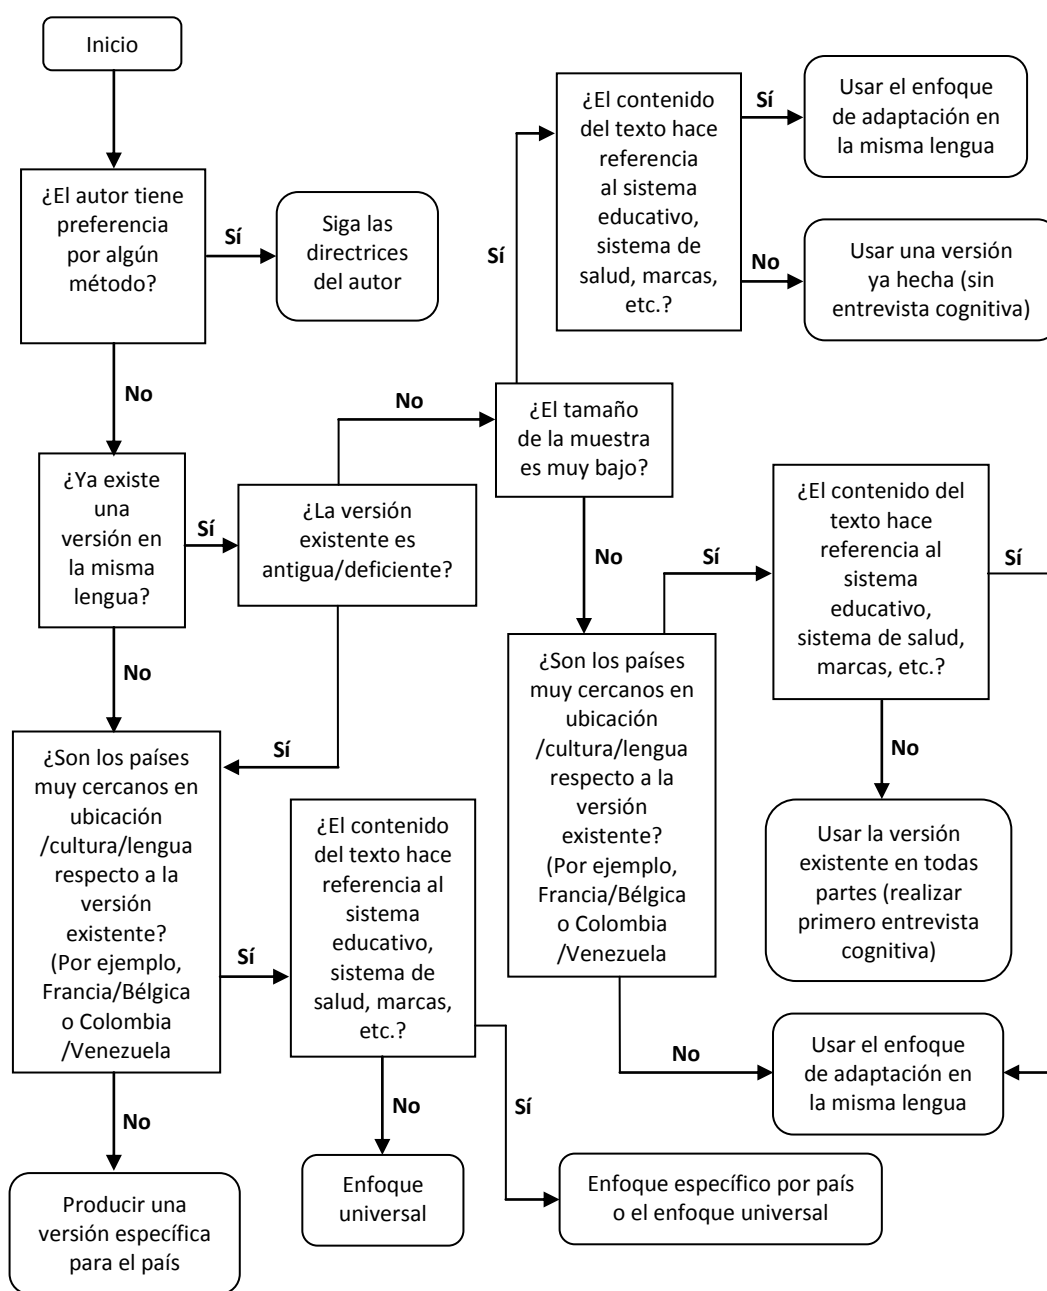 Inicio
¿El autor tiene
preferencia
por algún
método?
Sí
Siga las
directrices
del autor
No
¿Ya existe
una
versión en
la misma
lengua?
Sí
¿La versión
existente es
antigua/deficiente?
No
¿El tamaño
de la muestra
es muy bajo?
Sí
¿El contenido
del texto hace
referencia
al sistema
educativo,
sistema de
salud, marcas,
etc.?
Sí
Usar el enfoque
de adaptación en
la misma lengua
No
Usar una versión
ya hecha (sin
entrevista cognitiva)
No
¿Son los países
muy cercanos en
ubicación
/cultura/lengua
respecto a la
versión
existente?
(Por ejemplo,
Francia/Bélgica
o Colombia
/Venezuela
Sí
¿El contenido del
texto hace
referencia al
sistema
educativo,
sistema de salud,
marcas, etc.?
Sí
No
Usar la versión
existente en todas
partes (realizar
primero entrevista
cognitiva)
No
Usar el enfoque
de adaptación en
la misma lengua
No
Sí
¿Son los países
muy cercanos en
ubicación
/cultura/lengua
respecto a la
versión
existente?
(Por ejemplo,
Francia/Bélgica
o Colombia
/Venezuela
Sí
¿El contenido
del texto hace
referencia al
sistema
educativo,
sistema de
salud, marcas,
etc.?
No
Enfoque
universal
Sí
Enfoque específico por país
o el enfoque universal
No
Producir una
versión específica
para el país